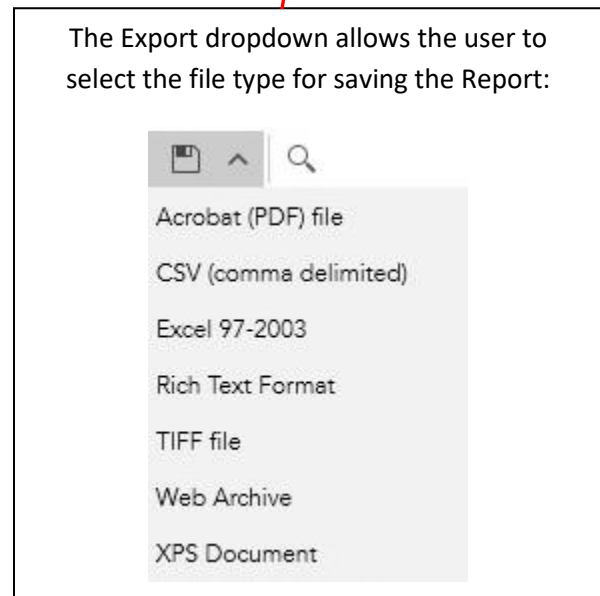 The Export dropdown allows the user to
select the file type for saving the Report:
Acrobat (PDF) file
CSV (comma delimited)
Excel 97-2003
Rich Text Format
TIFF file
Web Archive
XPS Document